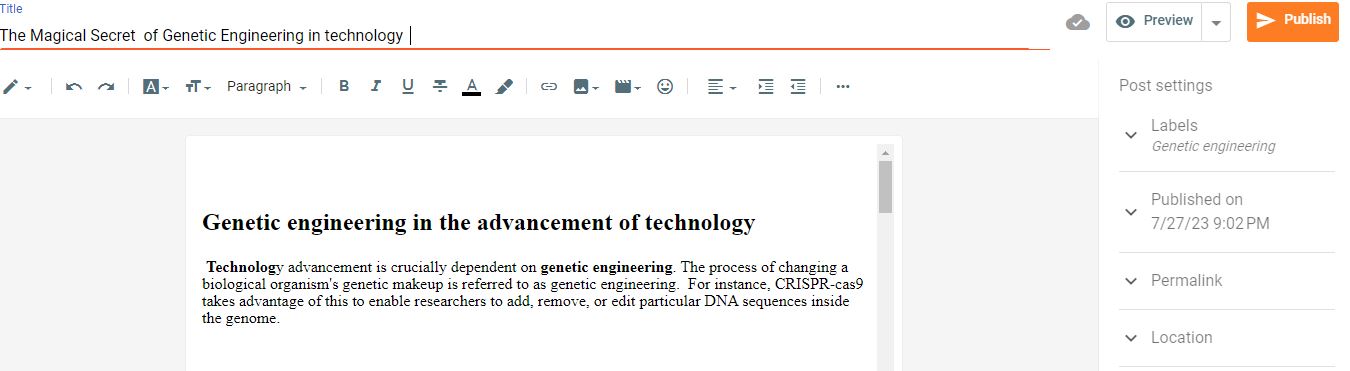 Title
The Magical Secret  of Genetic Engineering in technology
Preview
Publish
Paragraph
B I U A
Post settings
Labels
Genetic engineering
Published on
7/27/23 9:02 PM
Permalink
Location
Genetic engineering in the advancement of technology
Technology advancement is crucially dependent on genetic engineering. The process of changing a
biological organism's genetic makeup is referred to as genetic engineering.  For instance, CRISPR-cas9
takes advantage of this to enable researchers to add, remove, or edit particular DNA sequences inside
the genome.